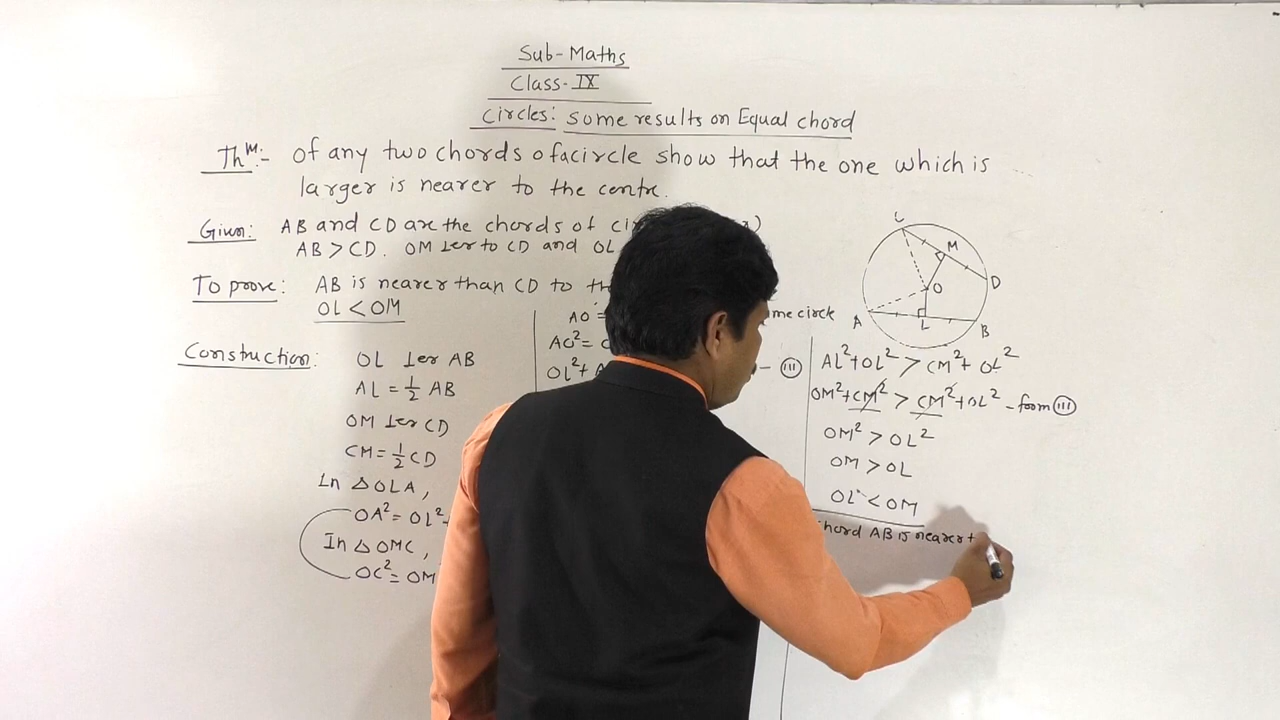 Sub-Maths
Class-IX
Circles: Some results on Equal chord
Thm:- Of any two chords of a circle show that the one which is
larger is nearer to the centre.
Given: AB and CD are the chords of
AB > CD. OM ⊥er to CD and OL
To prove: AB is nearer than CD to
OL < OM
Construction: OL ⊥er AB
AL = 1/2 AB
OM ⊥er CD
CM = 1/2 CD
In △OLA,
OA² = OL²
In △OMC,
OC² = OM
AO =
circle
AO² =
OL² +
- (III)
C
M
D
O
A
L
B
AL² + OL² > CM² + OL²
OM² + CM² > CM² + OL² - from (III)
OM² > OL²
OM > OL
OL < OM
chord AB is nearer t